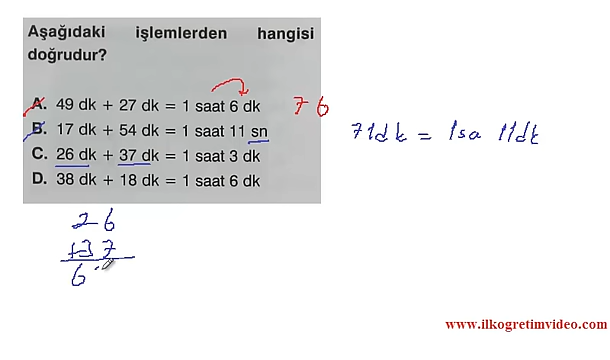 Aşağıdaki işlemlerden hangisi
doğrudur?
A. 49 dk + 27 dk = 1 saat 6 dk
B. 17 dk + 54 dk = 1 saat 11 sn
C. 26 dk + 37 dk = 1 saat 3 dk
D. 38 dk + 18 dk = 1 saat 6 dk
76
71dk = 1sa 11dk
26
+37
6
www.ilkogretimvideo.com